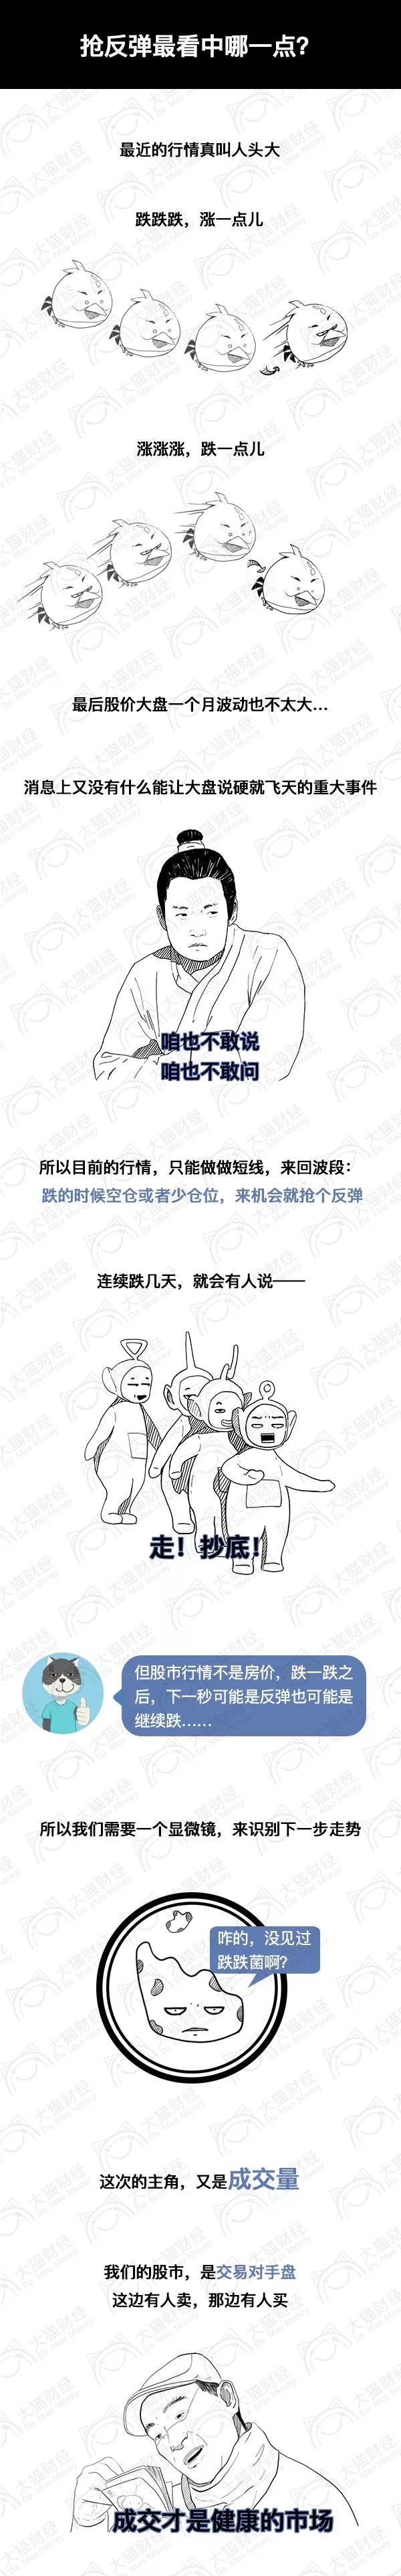 抢反弹最看中哪一点？
最近的行情真叫人头大
跌跌跌，涨一点儿
涨涨涨，跌一点儿
最后股价大盘一个月波动也不太大...
消息上又没有什么能让大盘说硬就飞天的重大事件
咱也不敢说
咱也不敢问
所以目前的行情，只能做做短线，来回波段：
跌的时候空仓或者少仓位，来机会就抢个反弹
连续跌几天，就会有人说——
走！抄底！
但股市行情不是房价，跌一跌之
后，下一秒可能是反弹也可能是
继续跌……
所以我们需要一个显微镜，来识别下一步走势
咋的，没见过
跌跌菌啊？
这次的主角，又是成交量
我们的股市，是交易对手盘
这边有人卖，那边有人买
成交才是健康的市场
大猫财经
Da Mao Money